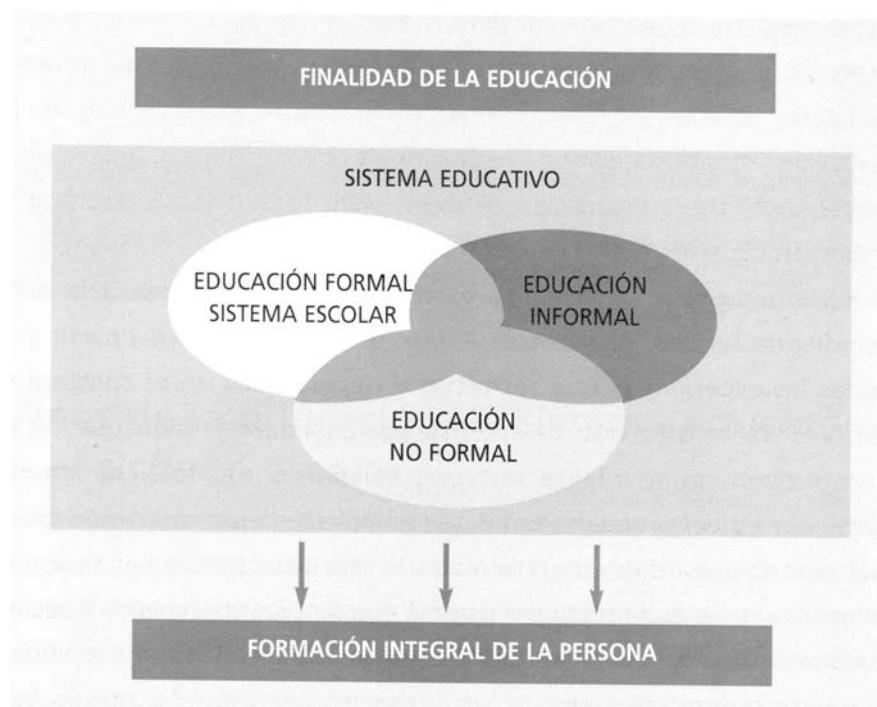 FINALIDAD DE LA EDUCACIÓN
SISTEMA EDUCATIVO
EDUCACIÓN FORMAL
SISTEMA ESCOLAR
EDUCACIÓN
INFORMAL
EDUCACIÓN
NO FORMAL
FORMACIÓN INTEGRAL DE LA PERSONA